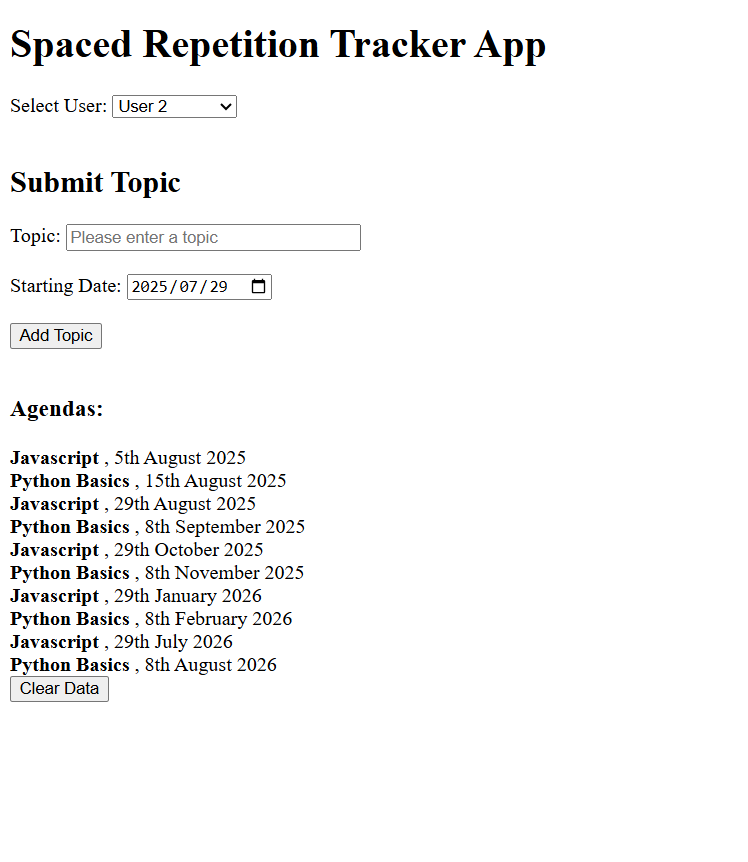 Spaced Repetition Tracker App
Select User: User 2
Submit Topic
Topic: Please enter a topic
Starting Date: 2025/07/29
Add Topic
Agendas:
Javascript , 5th August 2025
Python Basics , 15th August 2025
Javascript , 29th August 2025
Python Basics , 8th September 2025
Javascript , 29th October 2025
Python Basics , 8th November 2025
Javascript , 29th January 2026
Python Basics , 8th February 2026
Javascript , 29th July 2026
Python Basics , 8th August 2026
Clear Data